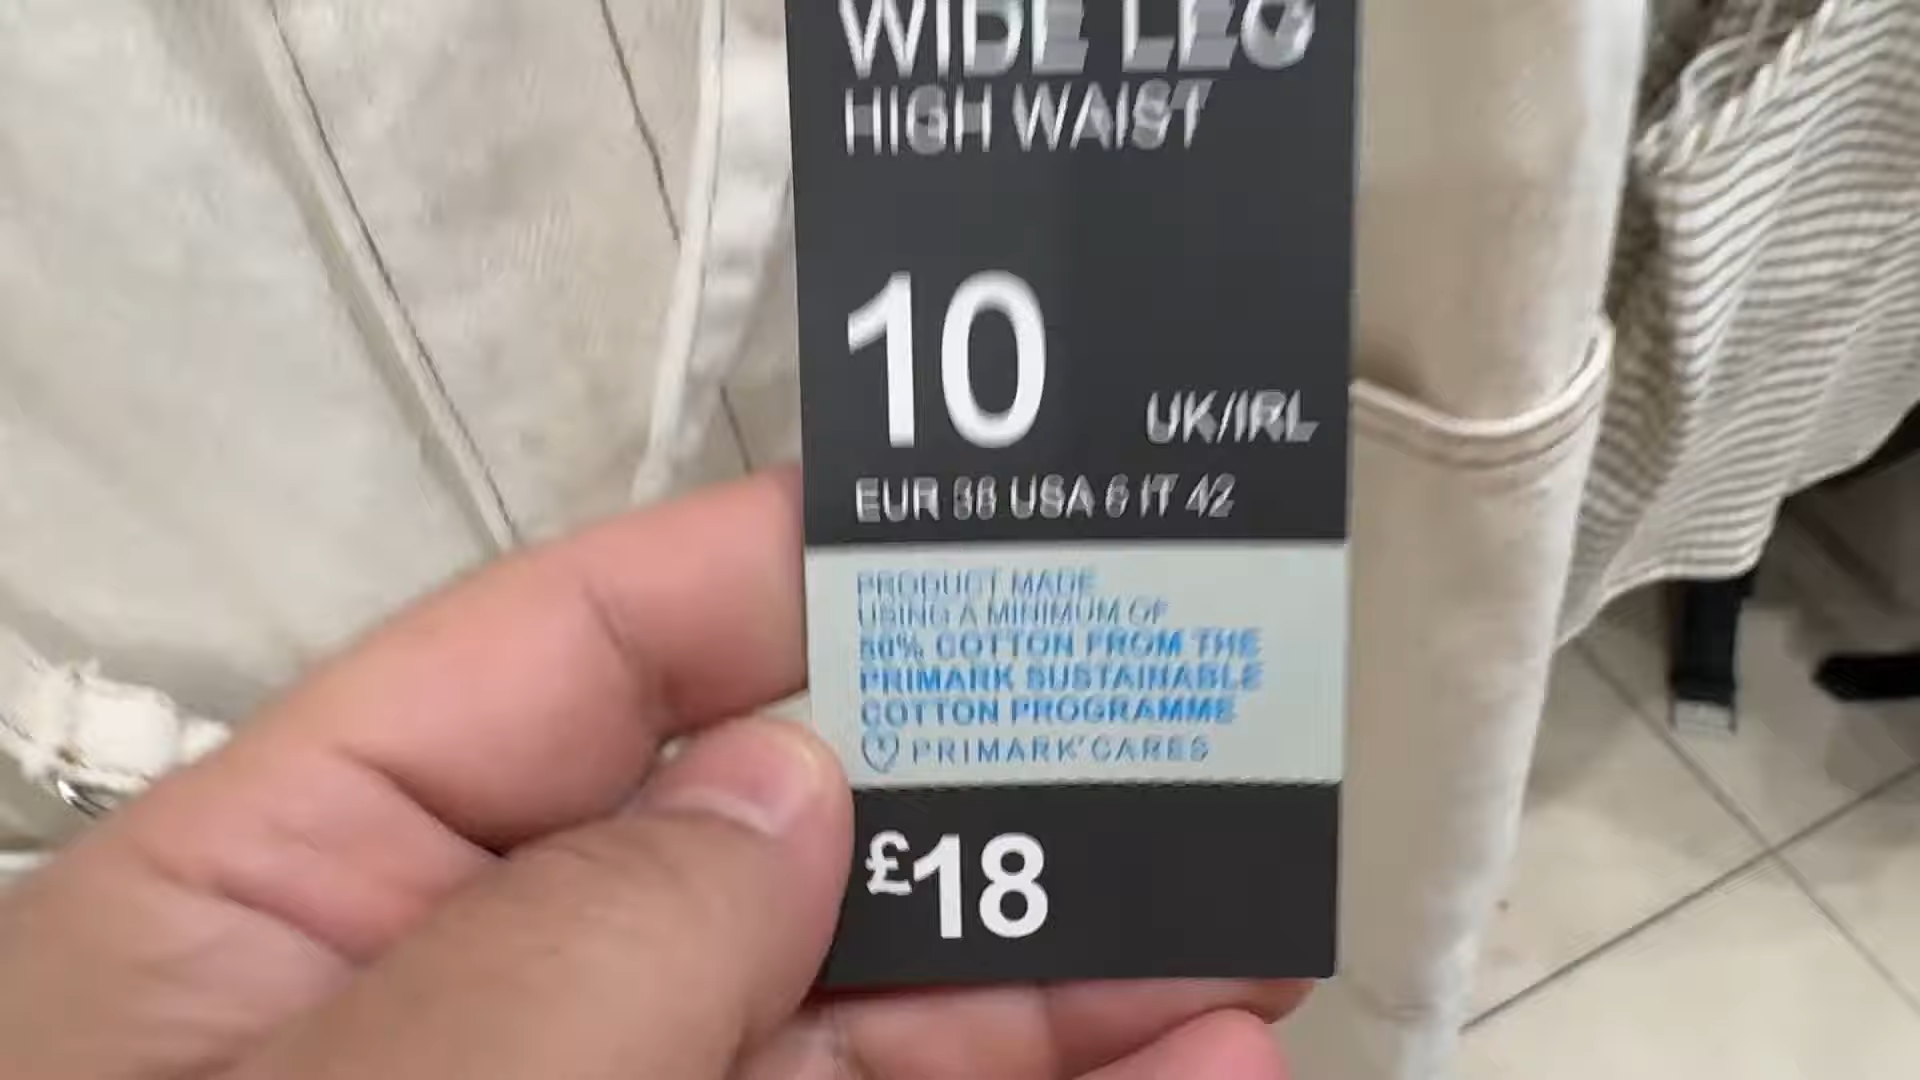 WIDE LEG
HIGH WAIST
10 UK/IRL
EUR 38 USA 6 IT 42
PRODUCT MADE
USING A MINIMUM OF
COTTON FROM THE
PRIMARK SUSTAINABLE
COTTON PROGRAMME
PRIMARK CARES
£18